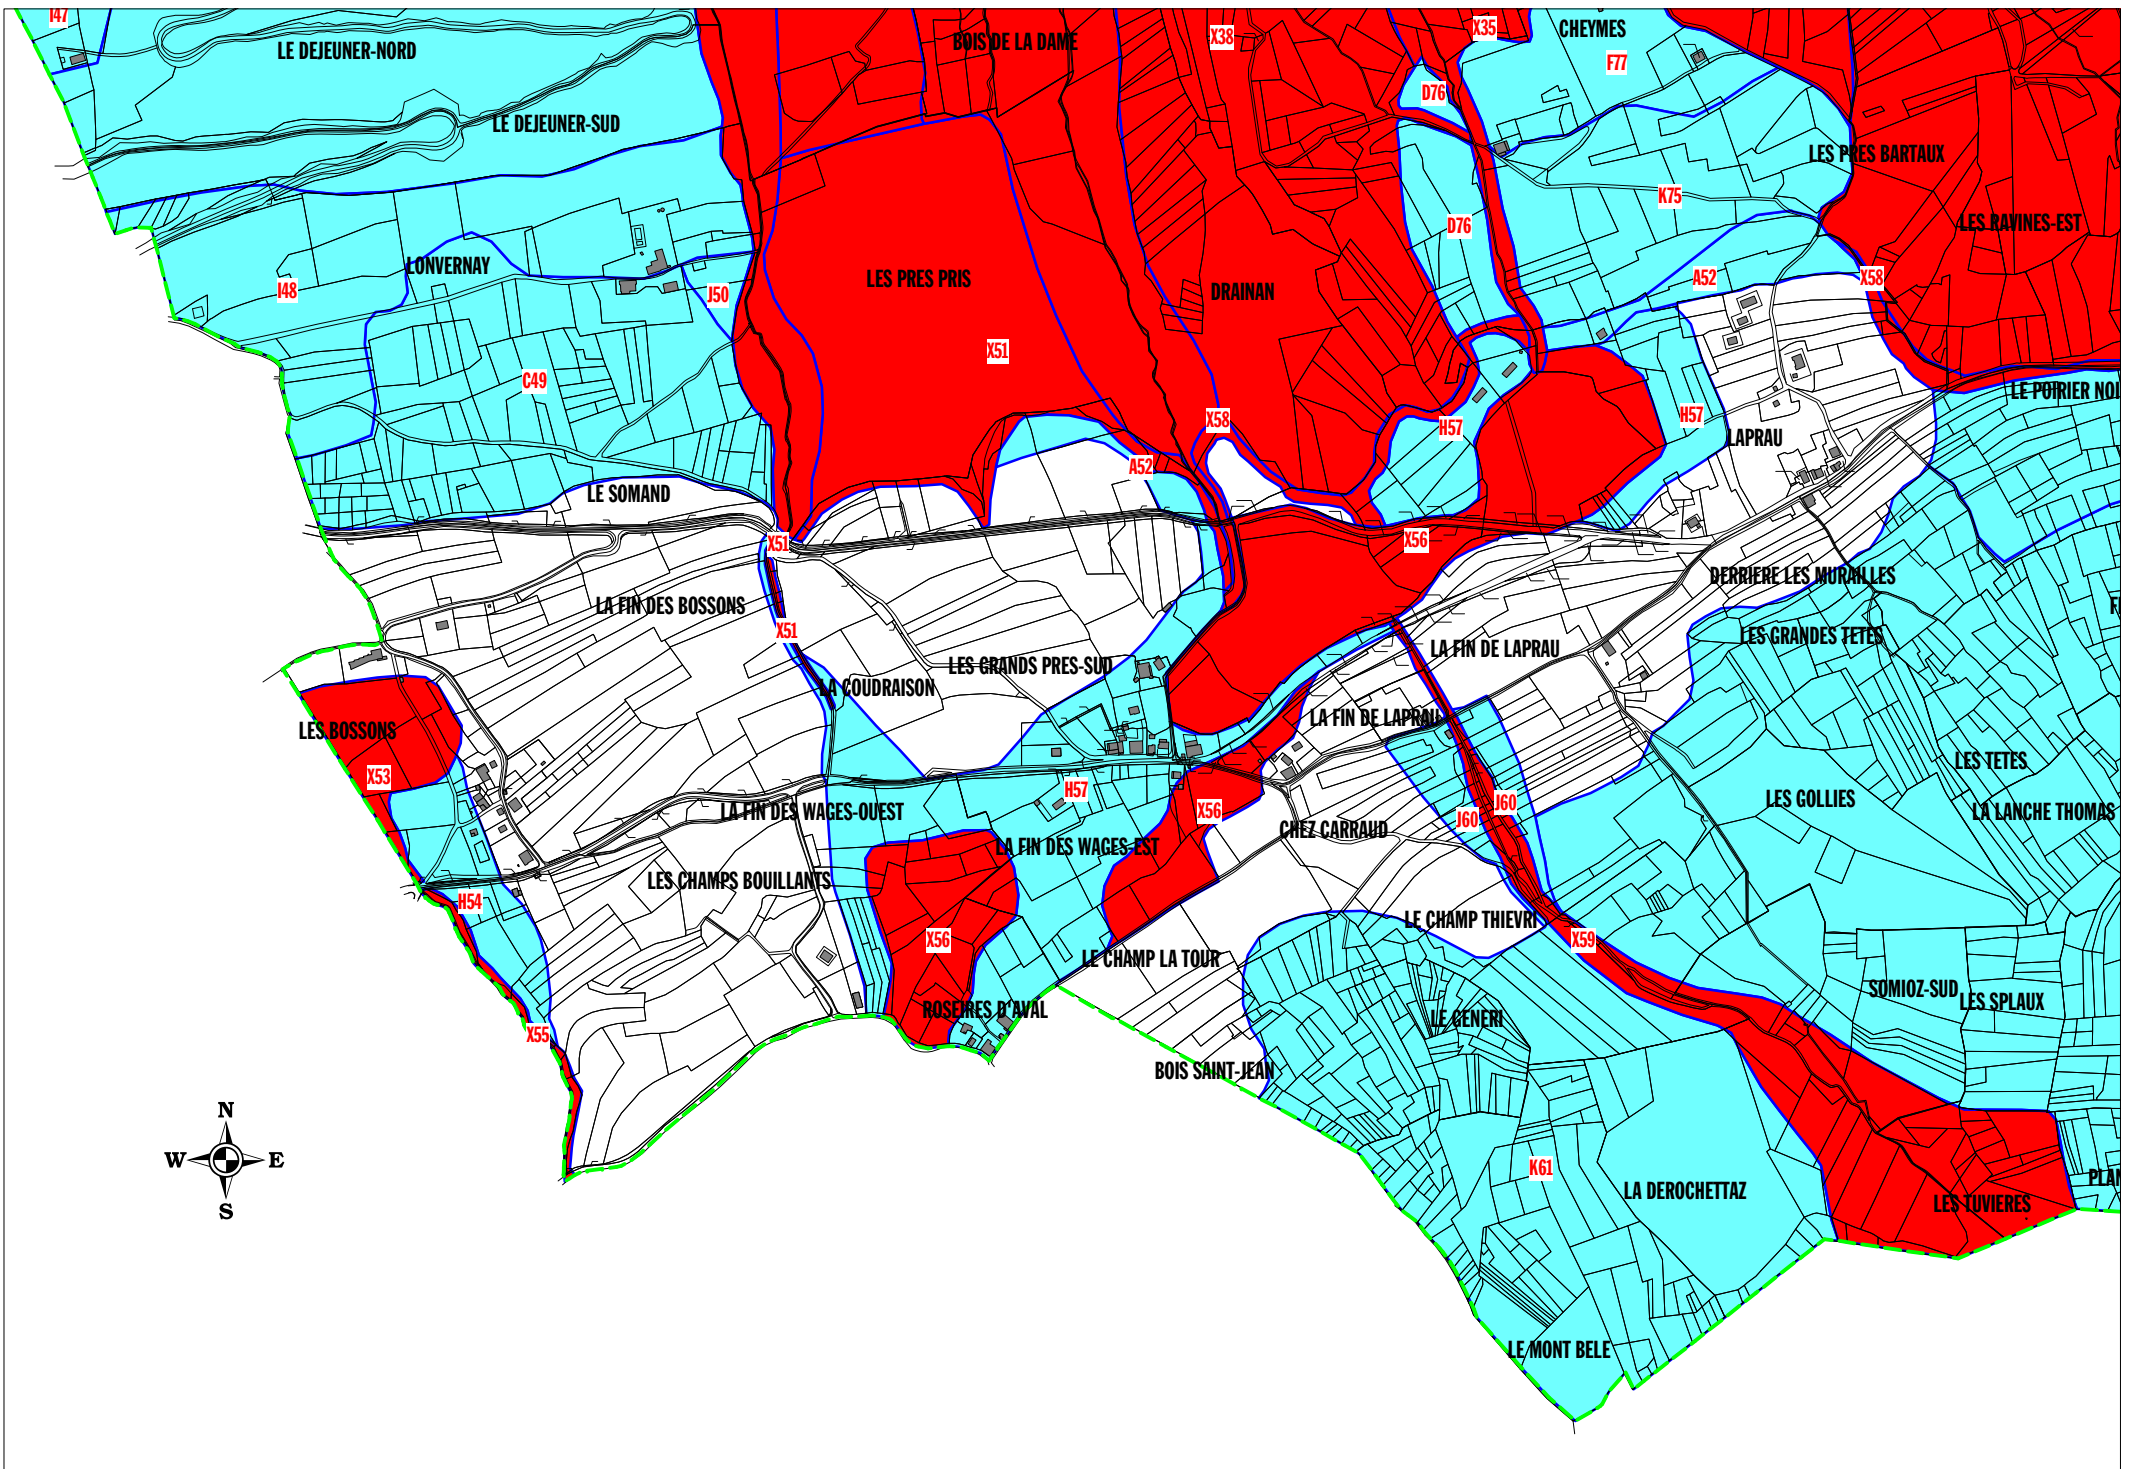 I47
X38
X35
CHEYMES
BOIS DE LA DAME
LE DEJEUNER-NORD
F77
D76
LE DEJEUNER-SUD
LES PRES BARTAUX
K75
D76
LES RAVINES-EST
LONVERNAY
LES PRES PRIS
A52
X58
I48
J50
DRAINAN
X51
C49
LE POIRIER NOI
X58
H57
H57
LAPRAU
A52
LE SOMAND
X51
X56
DERRIERE LES MURAILLES
LA FIN DES BOSSONS
X51
LES GRANDES TETES
LA FIN DE LAPRAU
LES GRANDS PRES-SUD
LA COUDRAISON
LA FIN DE LAPRAU
LES BOSSONS
LES TETES
X53
H57
LES GOLLIES
J60
LA FIN DES WAGES-OUEST
X56
J60
LA LANCHE THOMAS
CHEZ CARRAUD
LA FIN DES WAGES-EST
LES CHAMPS BOUILLANTS
H54
LE CHAMP THIEVRI
X56
X59
LE CHAMP LA TOUR
SOMIOZ-SUD
LES SPLAUX
ROSEIRES D'AVAL
LE GENERI
X55
BOIS SAINT-JEAN
N
W E
S
K61
PLAN
LA DEROCHETTAZ
LES TUVIERES
LE MONT BELE